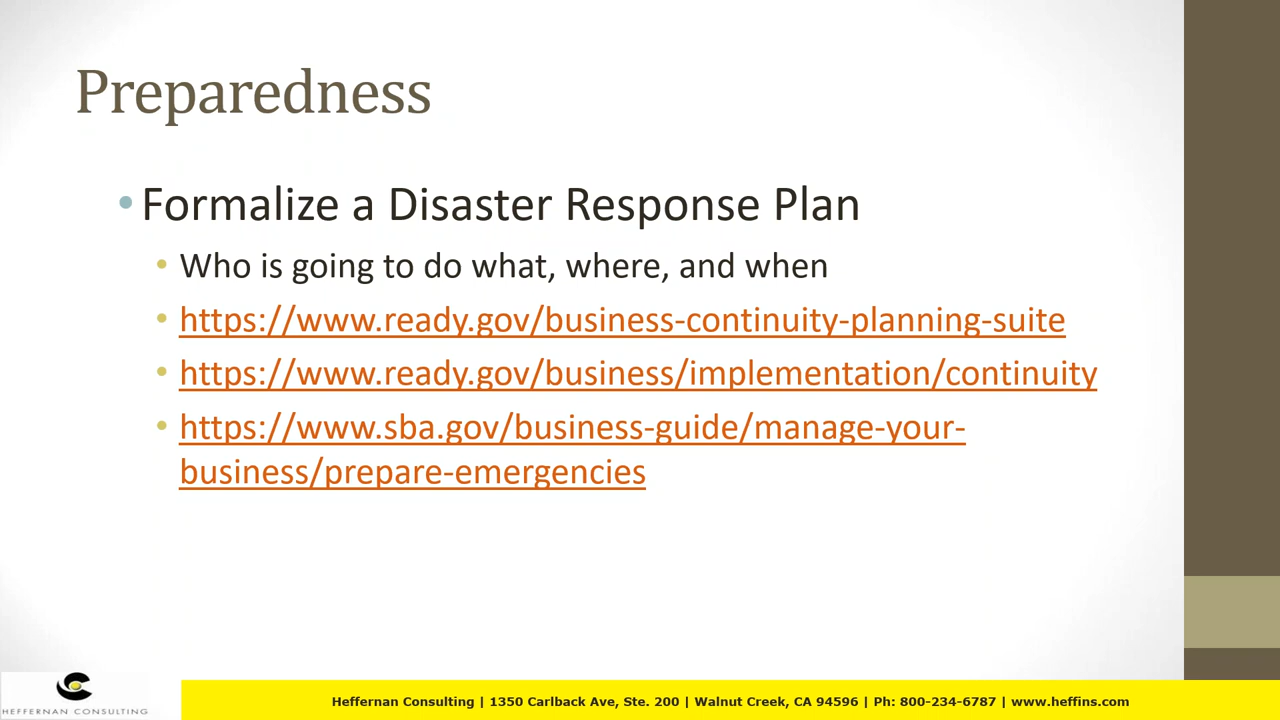 Preparedness
• Formalize a Disaster Response Plan
• Who is going to do what, where, and when
• https://www.ready.gov/business-continuity-planning-suite
• https://www.ready.gov/business/implementation/continuity
• https://www.sba.gov/business-guide/manage-your-
business/prepare-emergencies
HEFFERNAN CONSULTING
Heffernan Consulting | 1350 Carlback Ave, Ste. 200 | Walnut Creek, CA 94596 | Ph: 800-234-6787 | www.heffins.com